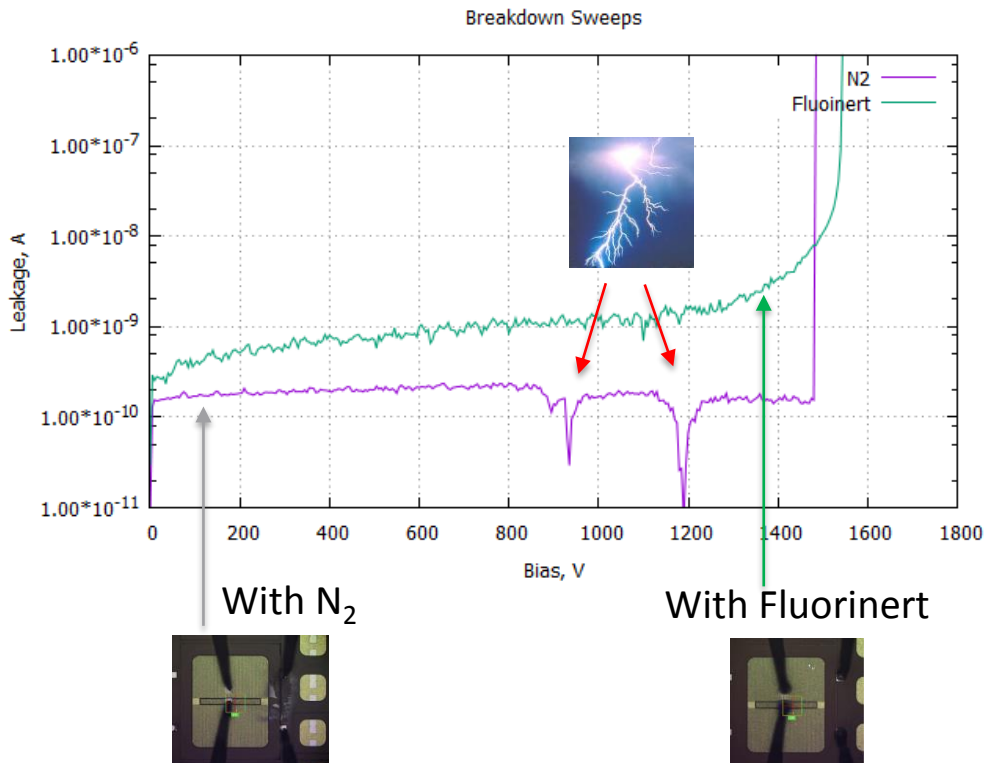 Breakdown Sweeps
1.00*10⁻⁶
1.00*10⁻⁷
1.00*10⁻⁸
1.00*10⁻⁹
1.00*10⁻¹⁰
1.00*10⁻¹¹
Leakage, A
N2
Fluoinert
0 200 400 600 800 1000 1200 1400 1600 1800
Bias, V
With N₂
With Fluorinert